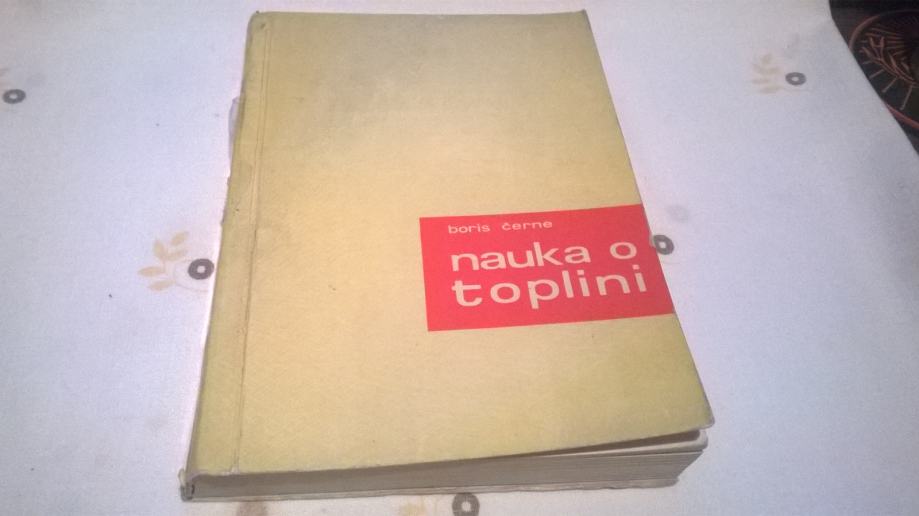 boris černe
nauka o
toplini